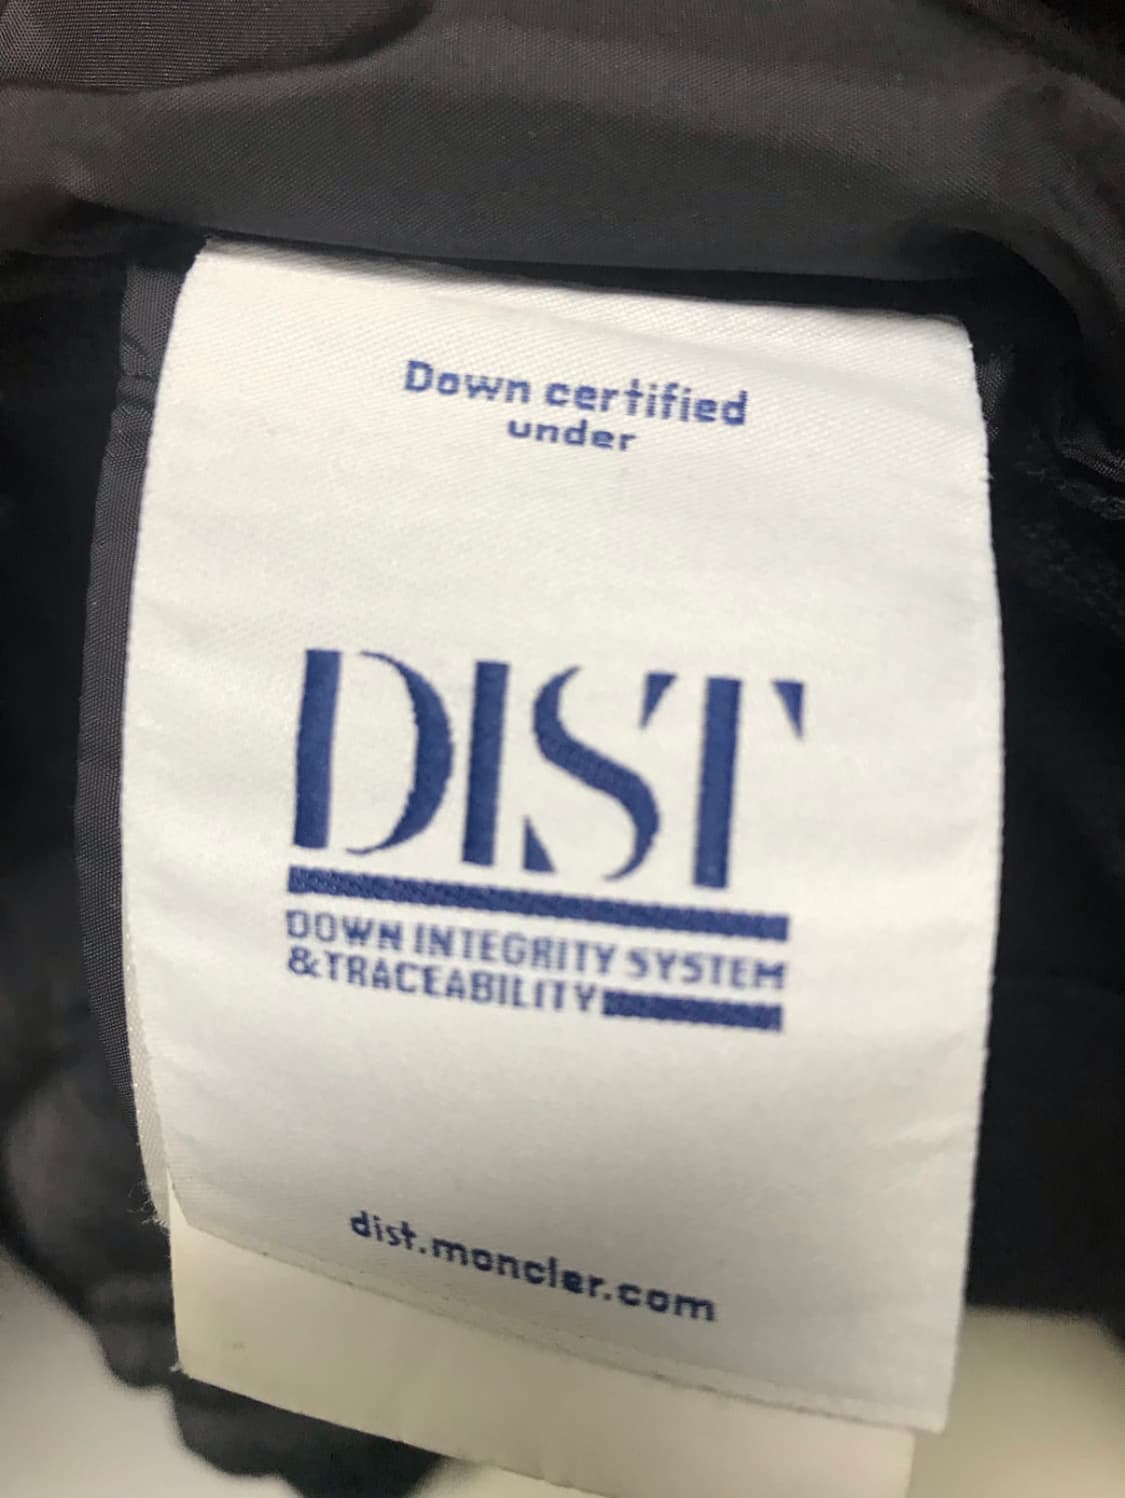 Down certified
under
DIST
DOWN INTEGRITY SYSTEM
&TRACEABILITY
dist.moncler.com